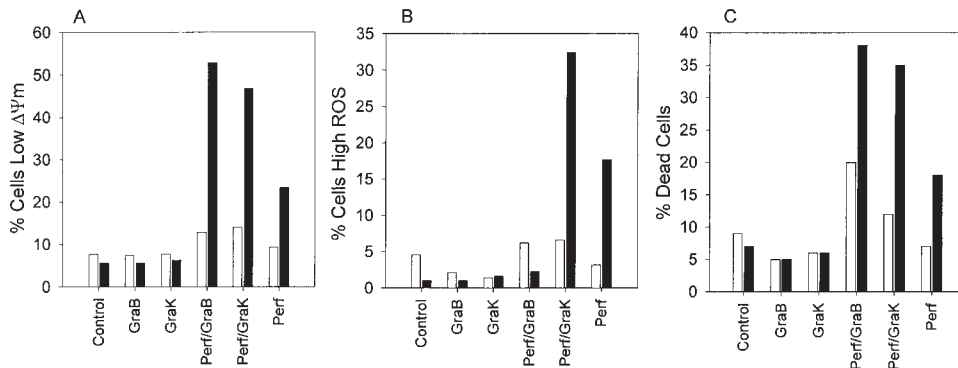 A
% Cells Low ΔΨm
60
50
40
30
20
10
0
Control
GraB
GraK
Perf/GraB
Perf/GraK
Perf
B
% Cells High ROS
35
30
25
20
15
10
5
0
Control
GraB
GraK
Perf/GraB
Perf/GraK
Perf
C
% Dead Cells
40
35
30
25
20
15
10
5
0
Control
GraB
GraK
Perf/GraB
Perf/GraK
Perf